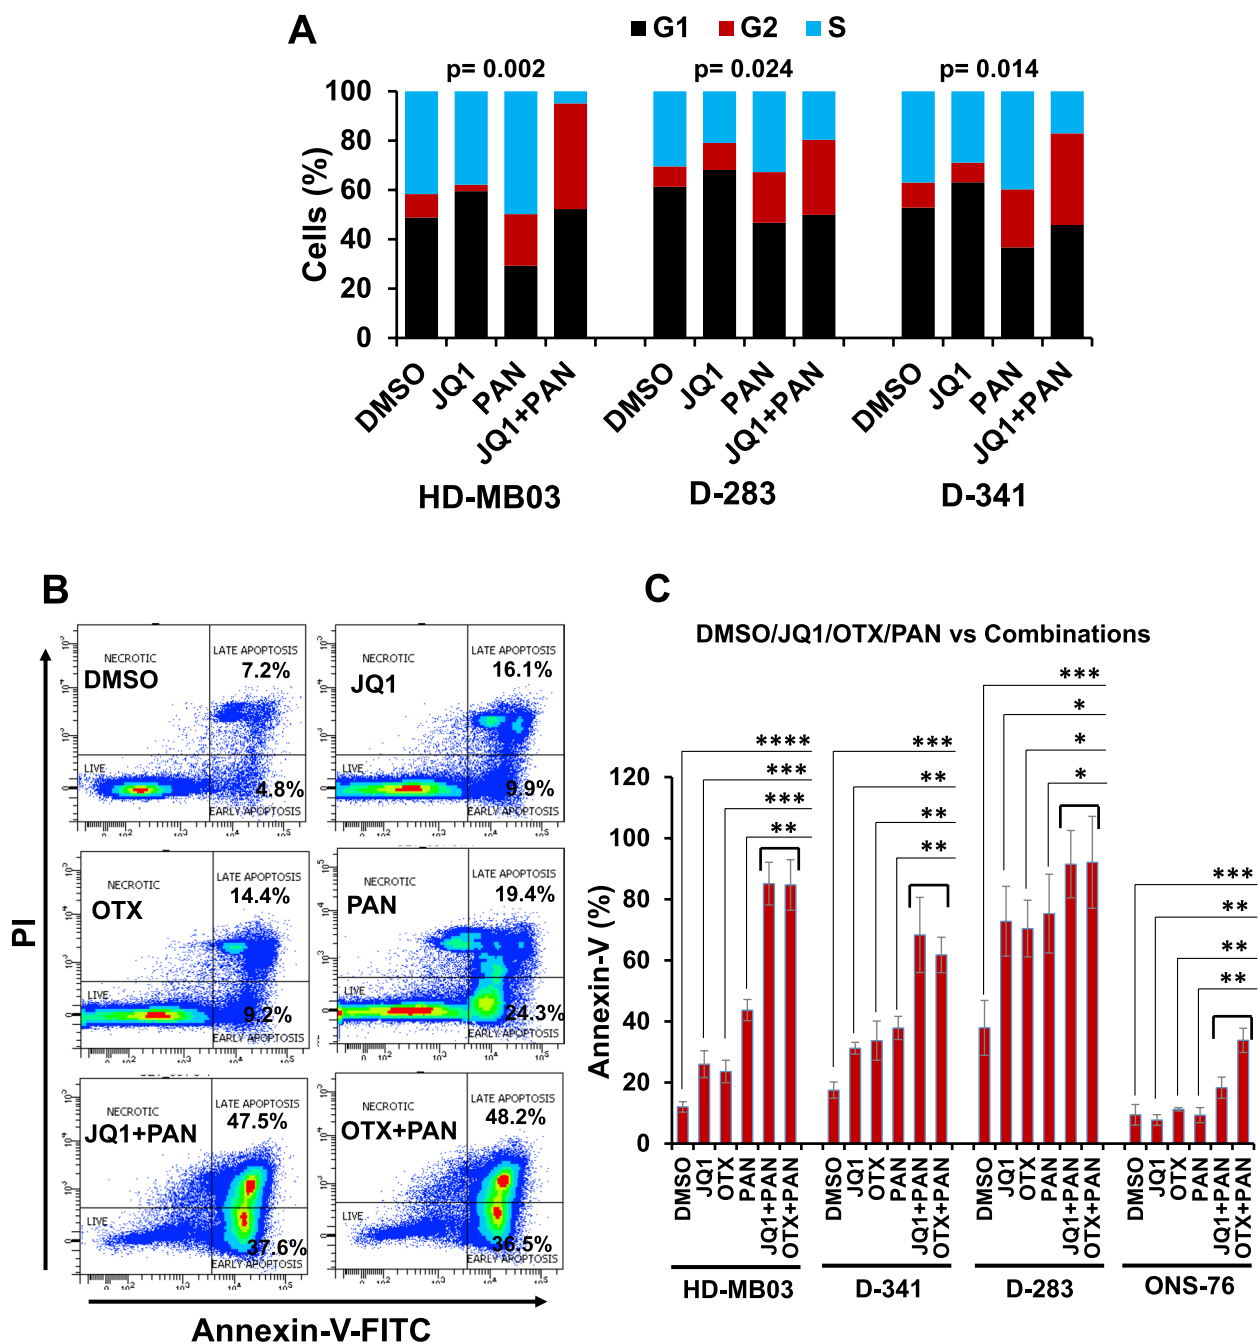 A
G1 G2 S
p= 0.002 p= 0.024 p= 0.014
Cells (%)
100
80
60
40
20
0
DMSO JQ1 PAN JQ1+PAN DMSO JQ1 PAN JQ1+PAN DMSO JQ1 PAN JQ1+PAN
HD-MB03 D-283 D-341
B
PI
NECROTIC LATE APOPTOSIS
DMSO 7.2%
LIVE 4.8%
EARLY APOPTOSIS
NECROTIC LATE APOPTOSIS
JQ1 16.1%
LIVE 9.9%
EARLY APOPTOSIS
NECROTIC LATE APOPTOSIS
OTX 14.4%
LIVE 9.2%
EARLY APOPTOSIS
NECROTIC LATE APOPTOSIS
PAN 19.4%
LIVE 24.3%
EARLY APOPTOSIS
NECROTIC LATE APOPTOSIS
JQ1+PAN 47.5%
LIVE 37.6%
EARLY APOPTOSIS
NECROTIC LATE APOPTOSIS
OTX+PAN 48.2%
LIVE 36.5%
EARLY APOPTOSIS
Annexin-V-FITC
C
DMSO/JQ1/OTX/PAN vs Combinations
Annexin-V (%)
120
100
80
60
40
20
0
**** *** *** **
*** ** ** **
*** * * *
*** ** ** **
DMSO JQ1 OTX PAN JQ1+PAN OTX+PAN DMSO JQ1 OTX PAN JQ1+PAN OTX+PAN DMSO JQ1 OTX PAN JQ1+PAN OTX+PAN DMSO JQ1 OTX PAN JQ1+PAN OTX+PAN
HD-MB03 D-341 D-283 ONS-76